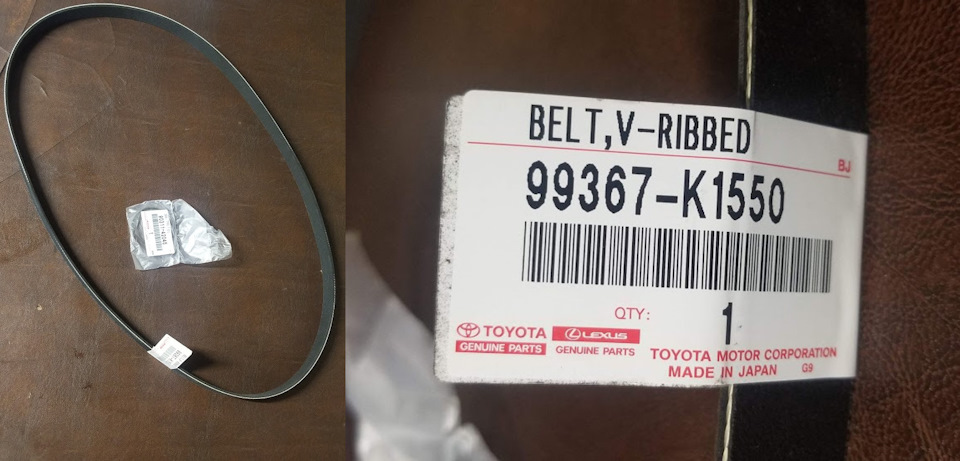 BELT,V-RIBBED
BJ
99367-K1550
QTY: 1
TOYOTA LEXUS
GENUINE PARTS GENUINE PARTS
TOYOTA MOTOR CORPORATION
MADE IN JAPAN G9